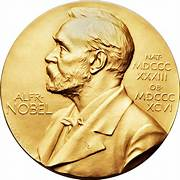 ALFR·
NOBEL
NAT·
MDCCC
XXXIII
OB·
MDCCC
XCVI